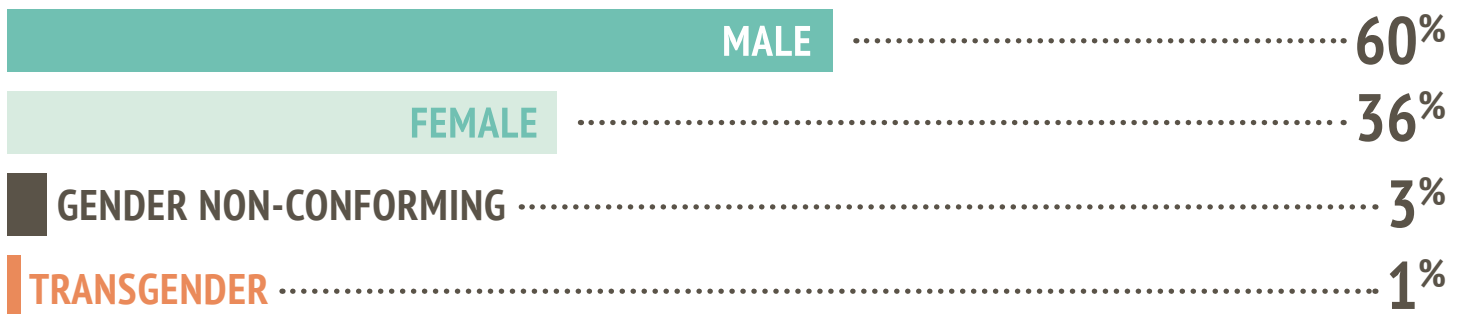 MALE 60%
FEMALE 36%
GENDER NON-CONFORMING 3%
TRANSGENDER 1%